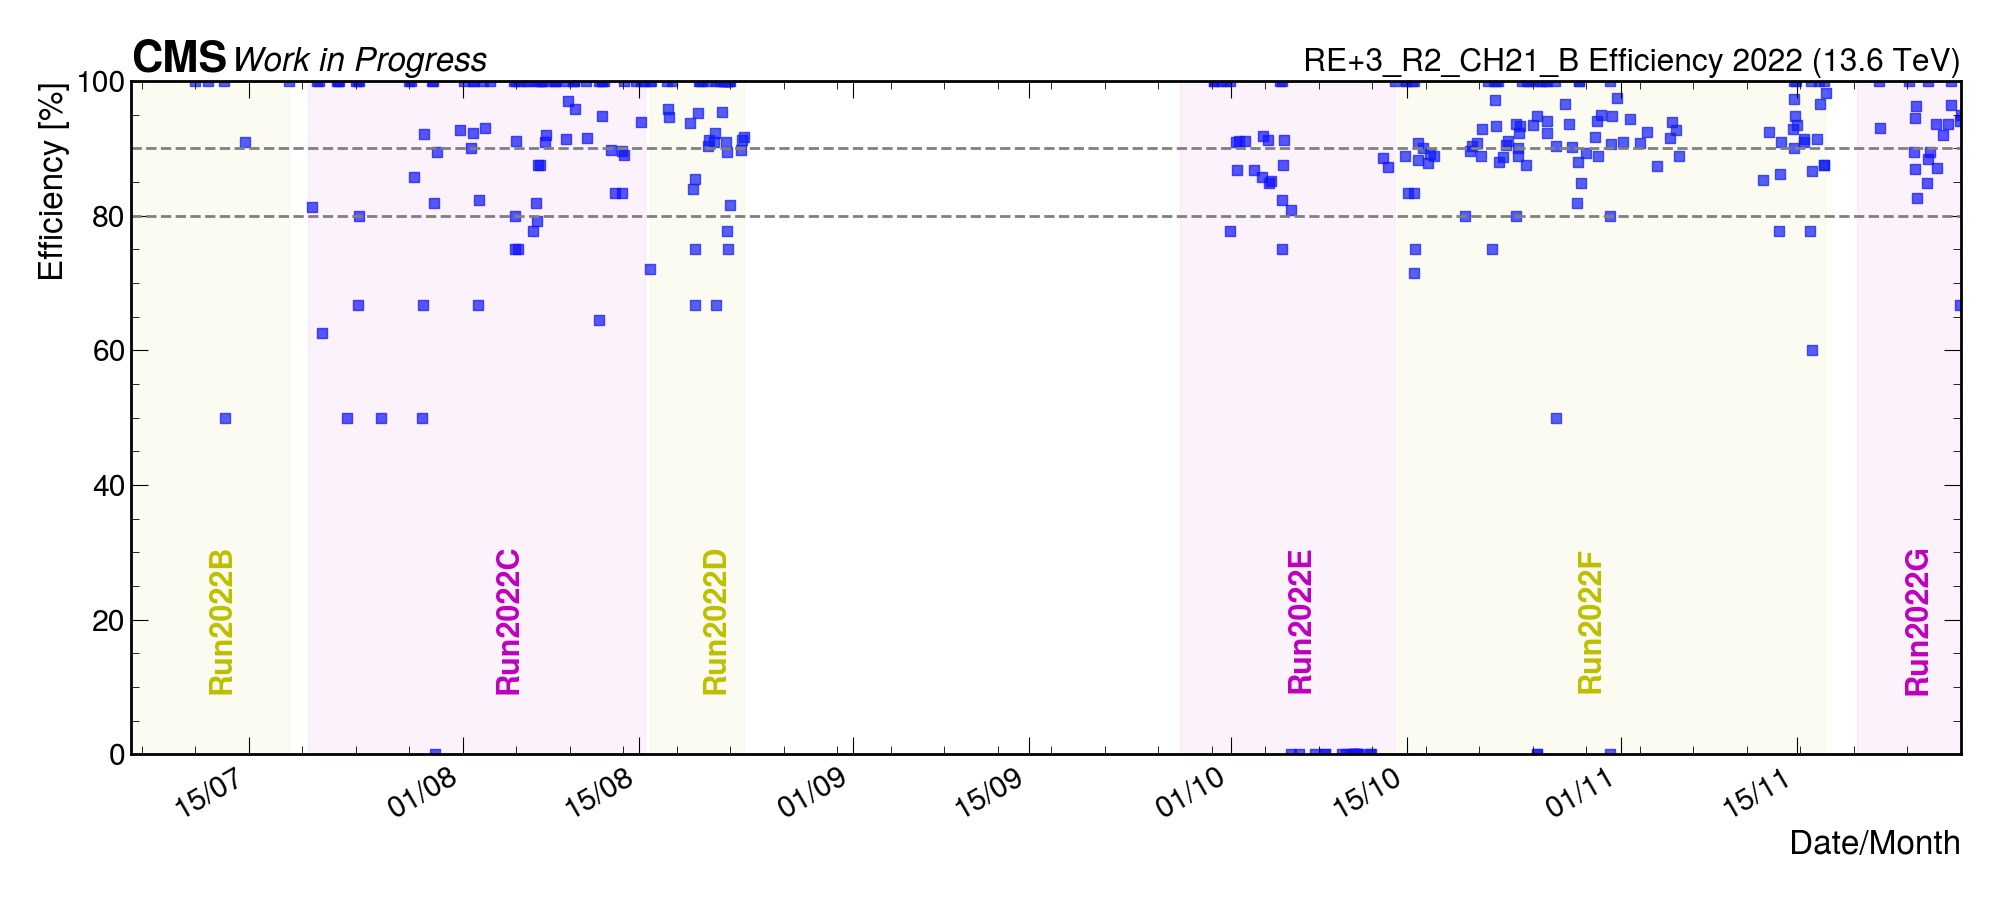 CMS Work in Progress
RE+3_R2_CH21_B Efficiency 2022 (13.6 TeV)
Efficiency [%]
100
80
60
40
20
0
Run2022B
Run2022C
Run2022D
Run2022E
Run2022F
Run2022G
15/07
01/08
15/08
01/09
15/09
01/10
15/10
01/11
15/11
Date/Month